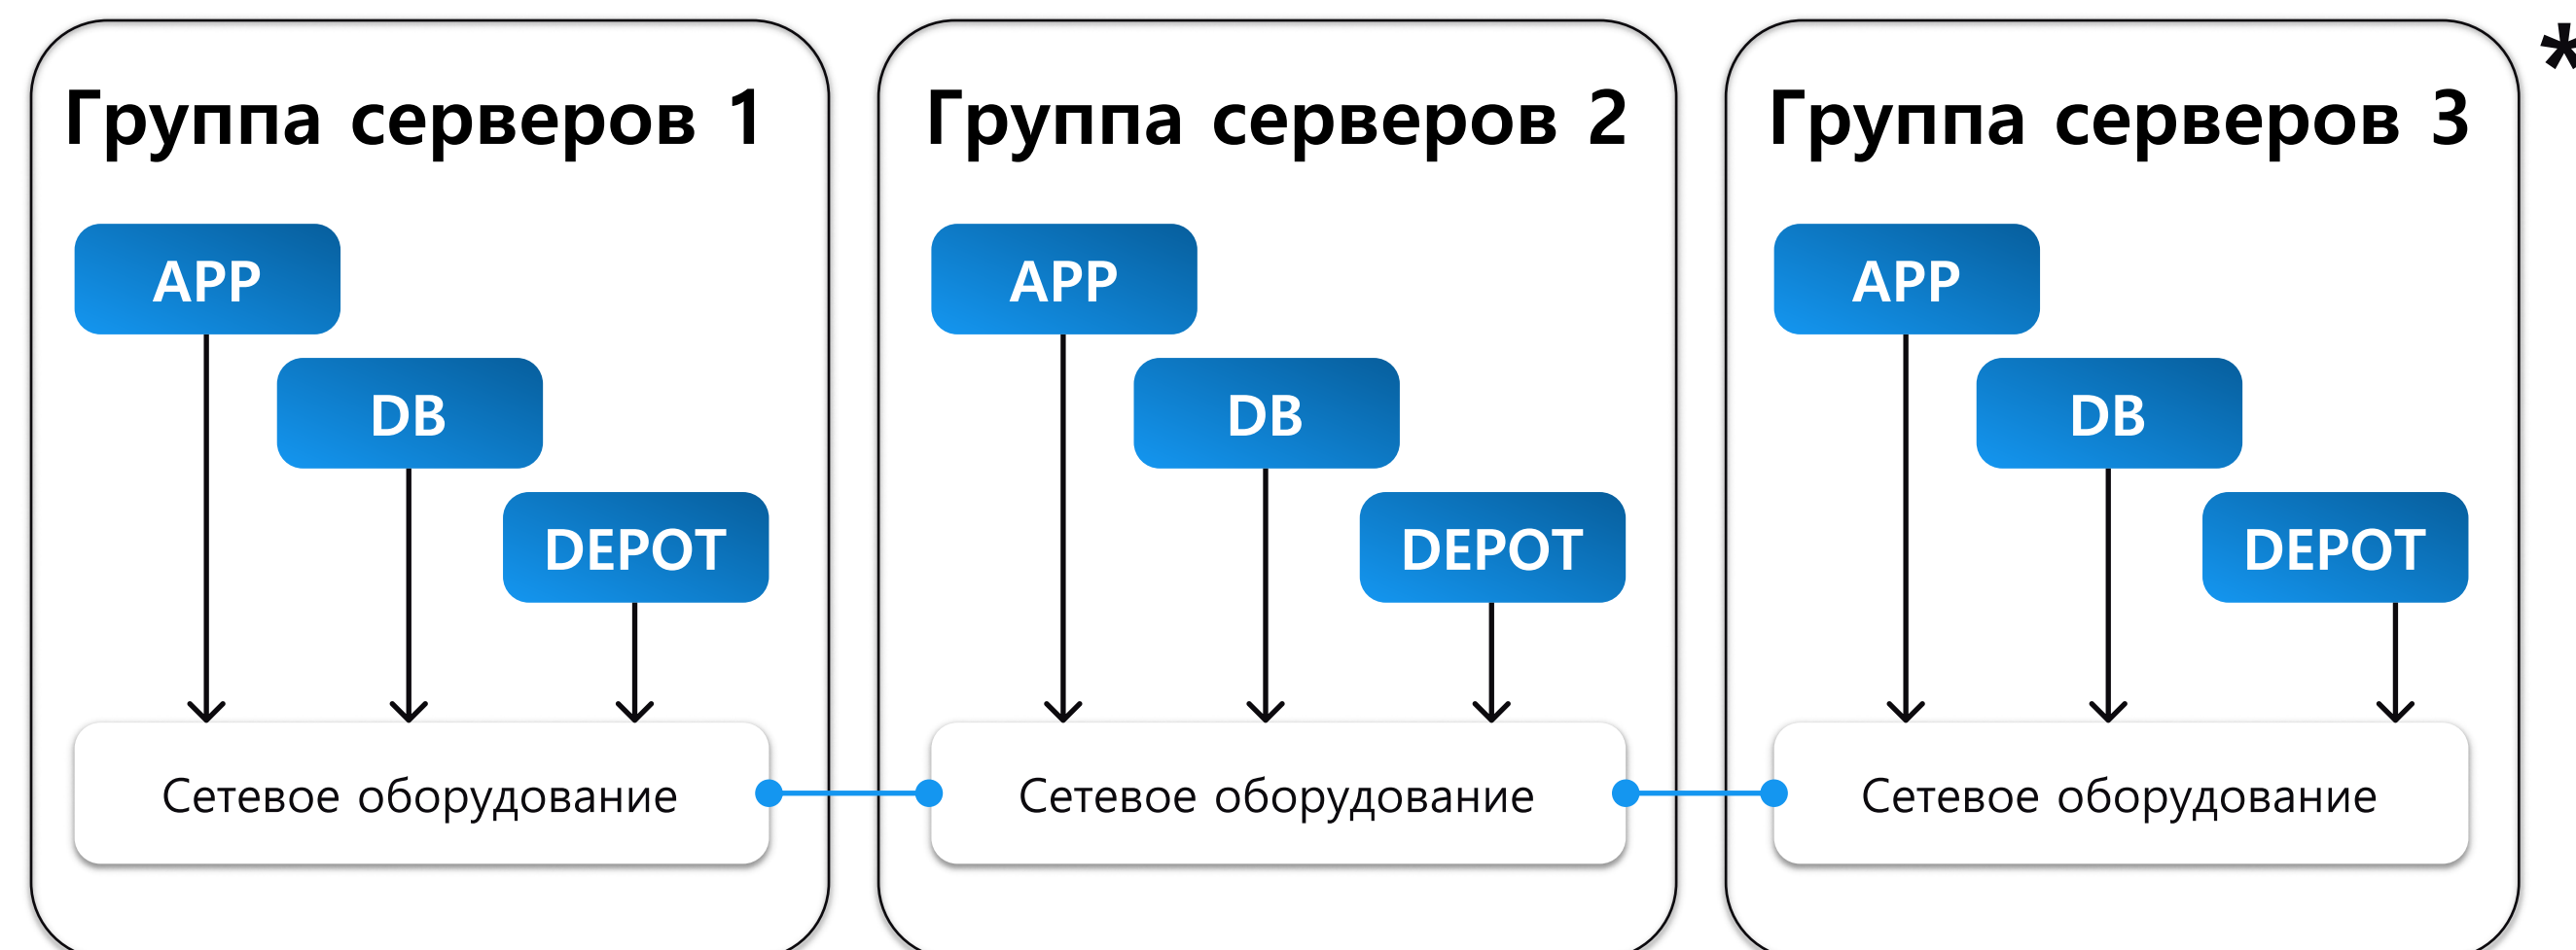 Группа серверов 1
APP
DB
DEPOT
Сетевое оборудование
Группа серверов 2
APP
DB
DEPOT
Сетевое оборудование
Группа серверов 3
APP
DB
DEPOT
Сетевое оборудование
*